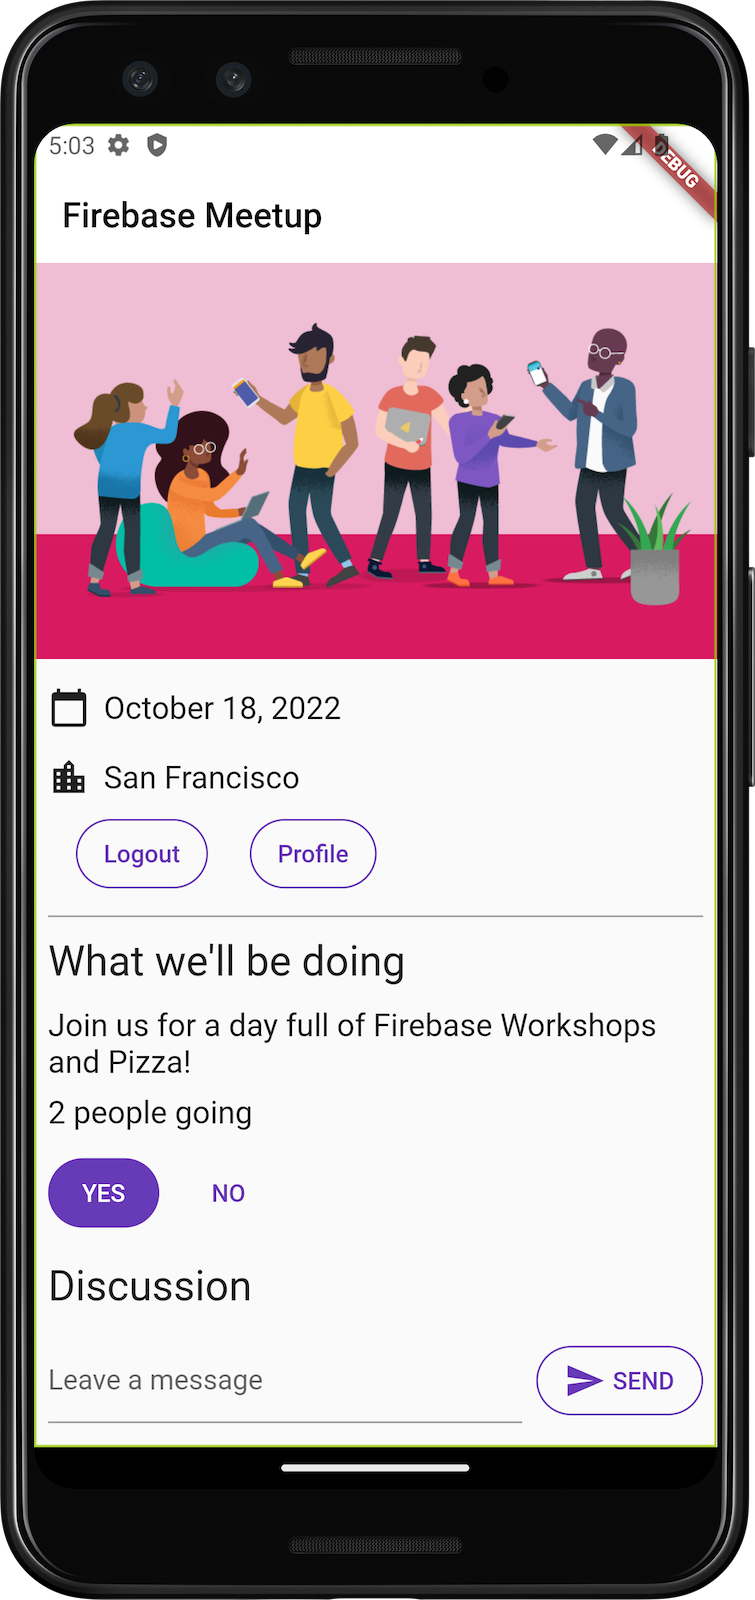 5:03
DEBUG
Firebase Meetup
October 18, 2022
San Francisco
Logout
Profile
What we'll be doing
Join us for a day full of Firebase Workshops
and Pizza!
2 people going
YES
NO
Discussion
Leave a message
SEND